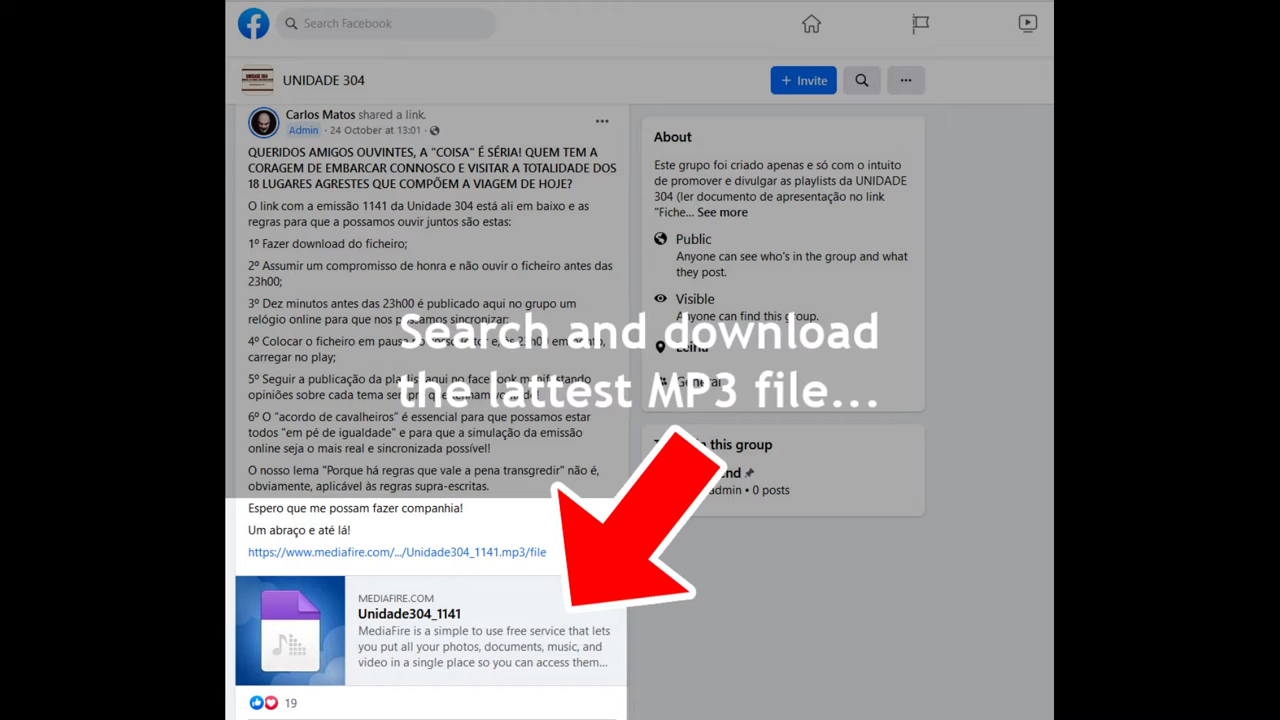 Search Facebook
UNIDADE 304
+ Invite
Carlos Matos shared a link.
Admin · 24 October at 13:01 ·
QUERIDOS AMIGOS OUVINTES, A "COISA" É SÉRIA! QUEM TEM A
CORAGEM DE EMBARCAR CONNOSCO E VISITAR A TOTALIDADE DOS
18 LUGARES AGRESTES QUE COMPÕEM A VIAGEM DE HOJE?
O link com a emissão 1141 da Unidade 304 está ali em baixo e as
regras para que a possamos ouvir juntos são estas:
1º Fazer download do ficheiro;
2º Assumir um compromisso de honra e não ouvir o ficheiro antes das
23h00;
3º Dez minutos antes das 23h00 é publicado aqui no grupo um
relógio online para que nos possamos sincronizar;
4º Colocar o ficheiro em pausa no
carregar no play;
5º Seguir a publicação da playlist aqui no facebook manifestando
opiniões sobre cada tema
6º O “acordo de cavalheiros” é essencial para que possamos estar
todos "em pé de igualdade" e para que a simulação da emissão
online seja o mais real e sincronizada possível!
O nosso lema "Porque há regras que vale a pena transgredir" não é,
obviamente, aplicável às regras supra-escritas.
Espero que me possam fazer companhia!
Um abraço e até lá!
https://www.mediafire.com/.../Unidade304_1141.mp3/file
MEDIAFIRE.COM
Unidade304_1141
MediaFire is a simple to use free service that lets
you put all your photos, documents, music, and
video in a single place so you can access them...
19
About
Este grupo foi criado apenas e só com o intuito
de promover e divulgar as playlists da UNIDADE
304 (ler documento de apresentação no link
"Fiche... See more
Public
Anyone can see who's in the group and what
they post.
Visible
Anyone can find this group.
Leiria
General
Search and download
the lattest MP3 file...
this group
admin • 0 posts